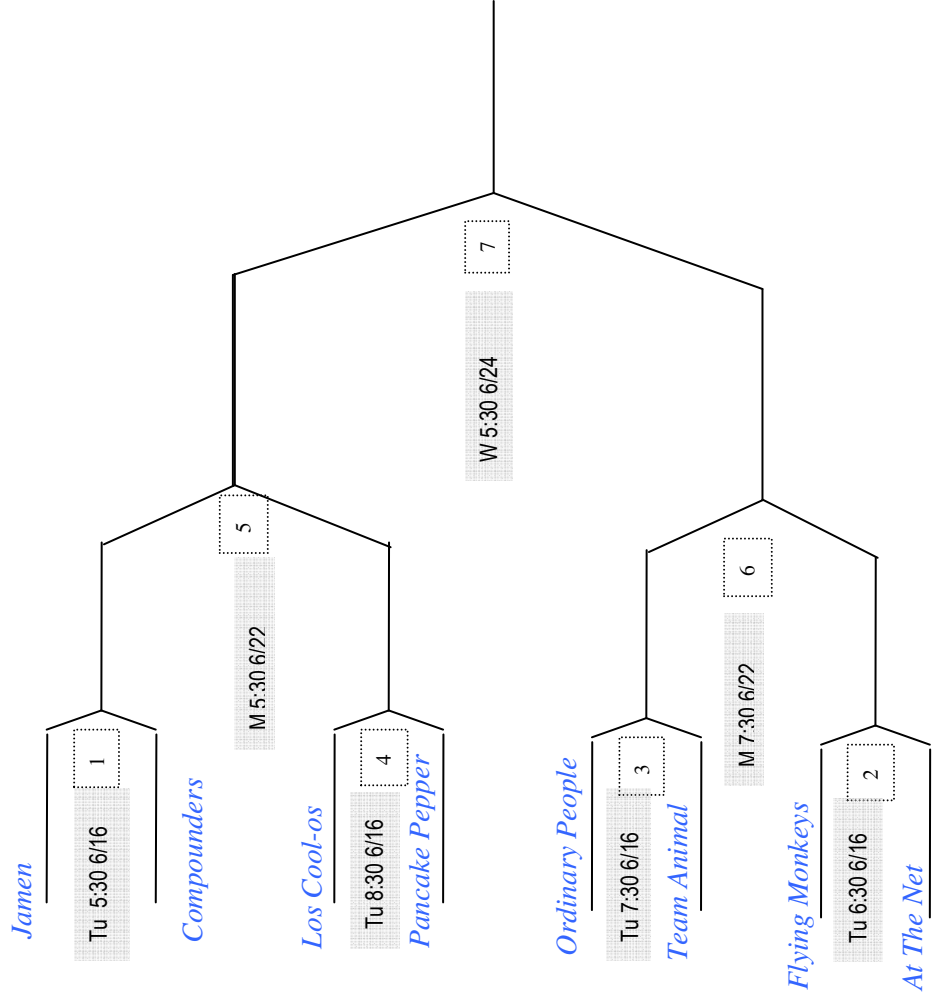 Jamen
Tu 5:30 6/16
1
Compounders
M 5:30 6/22
5
Los Cool-os
Tu 8:30 6/16
4
Pancake Pepper
W 5:30 6/24
7
Ordinary People
Tu 7:30 6/16
3
Team Animal
M 7:30 6/22
6
Flying Monkeys
Tu 6:30 6/16
2
At The Net